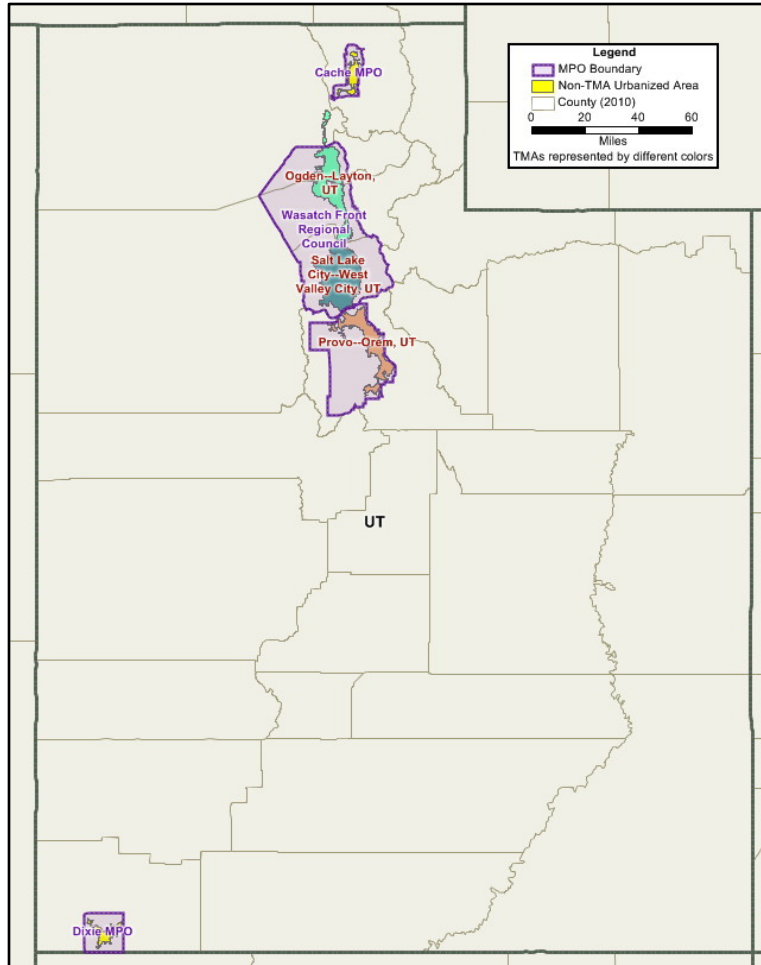 Legend
MPO Boundary
Non-TMA Urbanized Area
County (2010)
0 20 40 60
Miles
TMAs represented by different colors
Cache MPO
Ogden--Layton,
UT
Wasatch Front
Regional
Council
Salt Lake
City--West
Valley City, UT
Provo--Orem, UT
UT
Dixie MPO